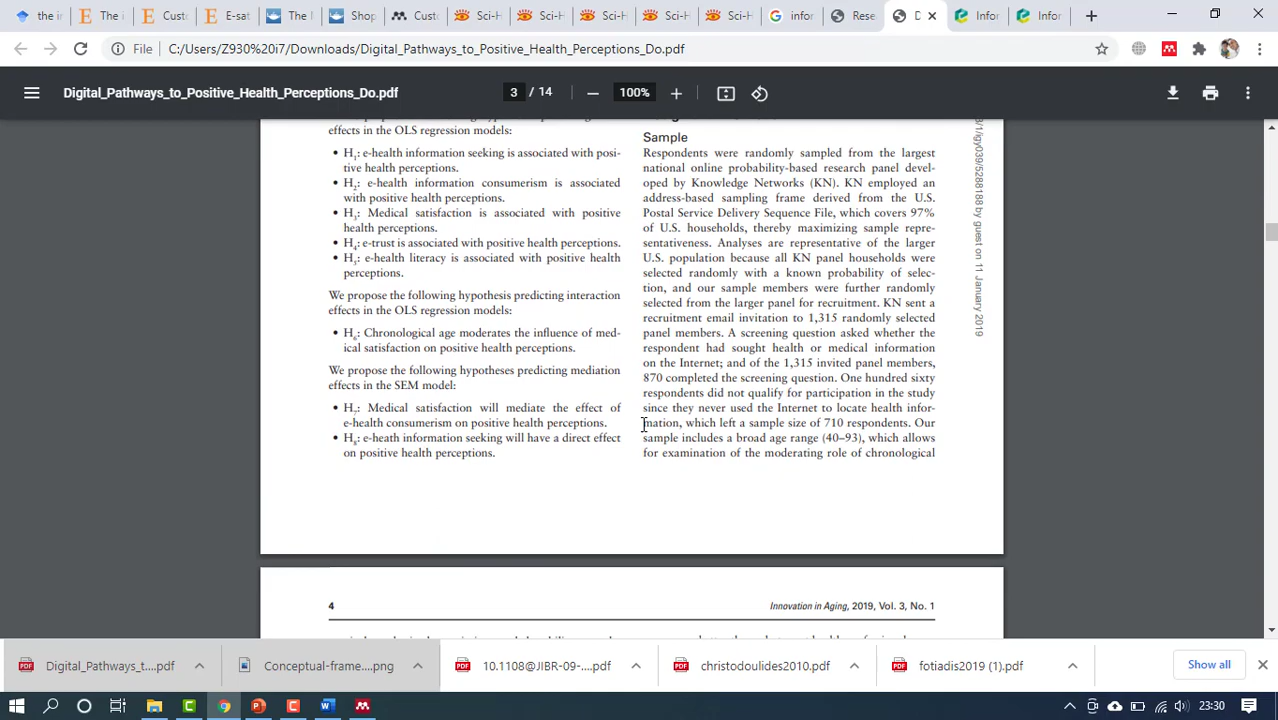 the in
E The
E Custo
E E-sat
The I
Shop
Custo
Sci-H
Sci-H
Sci-H
Sci-H
Sci-H
infor
Rese
D
Infor
Infor
File
C:/Users/Z930%20i7/Downloads/Digital_Pathways_to_Positive_Health_Perceptions_Do.pdf
Digital_Pathways_to_Positive_Health_Perceptions_Do.pdf
3 / 14
100%
effects in the OLS regression models:
• H1: e-health information seeking is associated with posi-
tive health perceptions.
• H2: e-health information consumerism is associated
with positive health perceptions.
• H3: Medical satisfaction is associated with positive
health perceptions.
• H4: e-trust is associated with positive health perceptions.
• H5: e-health literacy is associated with positive health
perceptions.
We propose the following hypothesis predicting interaction
effects in the OLS regression models:
• H6: Chronological age moderates the influence of med-
ical satisfaction on positive health perceptions.
We propose the following hypotheses predicting mediation
effects in the SEM model:
• H7: Medical satisfaction will mediate the effect of
e-health consumerism on positive health perceptions.
• H8: e-heath information seeking will have a direct effect
on positive health perceptions.
Sample
Respondents were randomly sampled from the largest
national online probability-based research panel devel-
oped by Knowledge Networks (KN). KN employed an
address-based sampling frame derived from the U.S.
Postal Service Delivery Sequence File, which covers 97%
of U.S. households, thereby maximizing sample repre-
sentativeness. Analyses are representative of the larger
U.S. population because all KN panel households were
selected randomly with a known probability of selec-
tion, and our sample members were further randomly
selected from the larger panel for recruitment. KN sent a
recruitment email invitation to 1,315 randomly selected
panel members. A screening question asked whether the
respondent had sought health or medical information
on the Internet; and of the 1,315 invited panel members,
870 completed the screening question. One hundred sixty
respondents did not qualify for participation in the study
since they never used the Internet to locate health infor-
mation, which left a sample size of 710 respondents. Our
sample includes a broad age range (40–93), which allows
for examination of the moderating role of chronological
3/1/igy039/5288188 by guest on 11 January 2019
4
Innovation in Aging, 2019, Vol. 3, No. 1
Digital_Pathways_t....pdf
Conceptual-frame....png
10.1108@JIBR-09-....pdf
christodoulides2010.pdf
fotiadis2019 (1).pdf
Show all
23:30